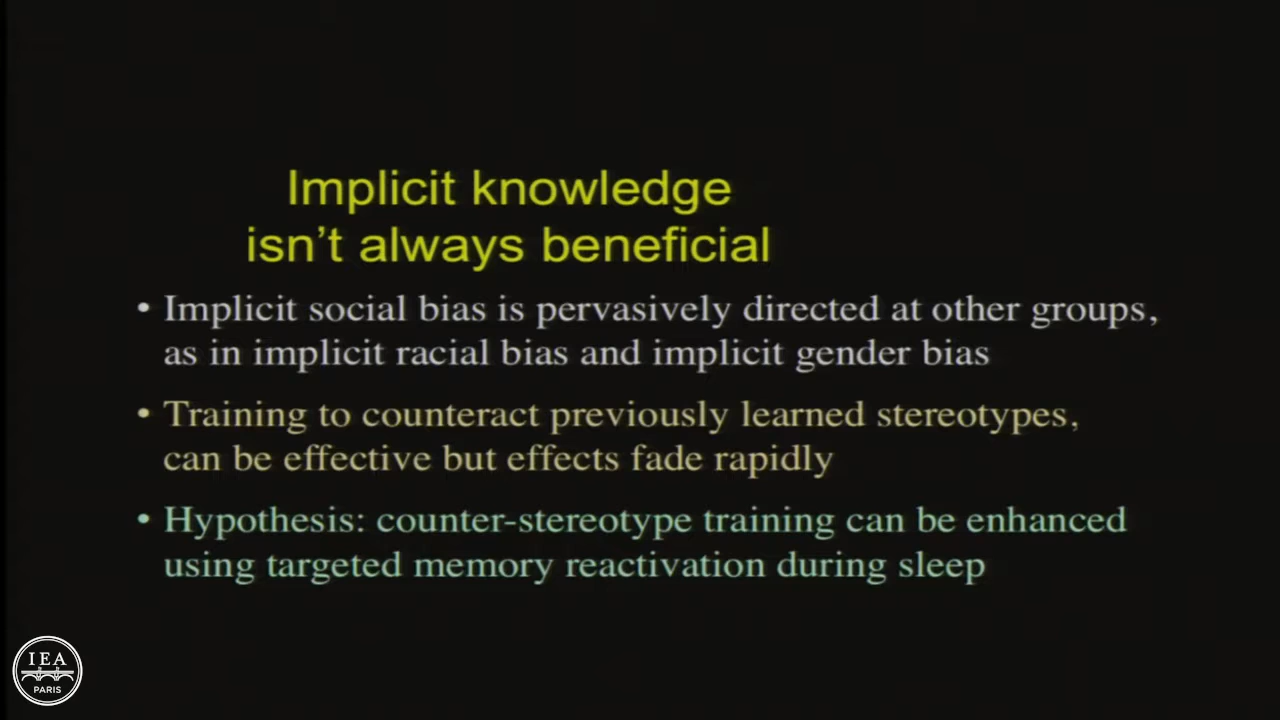 Implicit knowledge
isn't always beneficial
• Implicit social bias is pervasively directed at other groups,
as in implicit racial bias and implicit gender bias
• Training to counteract previously learned stereotypes,
can be effective but effects fade rapidly
• Hypothesis: counter-stereotype training can be enhanced
using targeted memory reactivation during sleep
IEA
PARIS